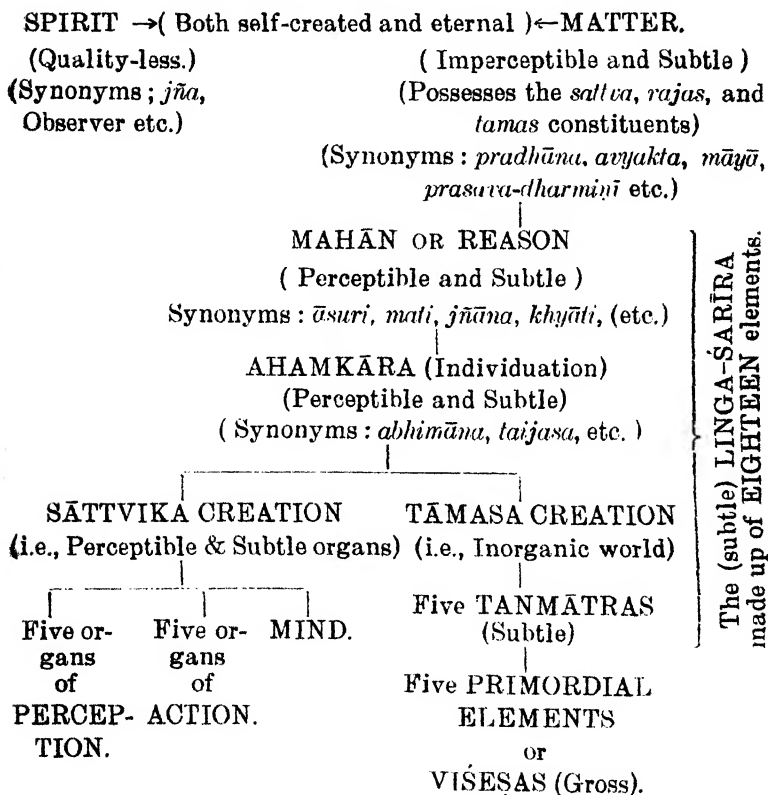 SPIRIT →( Both self-created and eternal )←MATTER.
(Quality-less.) ( Imperceptible and Subtle )
(Synonyms ; jña, (Possesses the sattva, rajas, and
Observer etc.) tamas constituents)
(Synonyms : pradhāna, avyakta, māyā,
prasava-dharmiṇī etc.)
MAHĀN OR REASON
( Perceptible and Subtle )
Synonyms : āsuri, mati, jñāna, khyāti, (etc.)
AHAMKĀRA (Individuation)
(Perceptible and Subtle)
( Synonyms : abhimāna, taijasa, etc. )
SĀTTVIKA CREATION TĀMASA CREATION
(i.e., Perceptible & Subtle organs) (i.e., Inorganic world)
Five or- Five or- MIND. Five TANMĀTRAS
gans gans (Subtle)
of of Five PRIMORDIAL
PERCEP- ACTION. ELEMENTS
TION. or
VIŚEṢAS (Gross).
The (subtle) LINGA-ŚARĪRA
made up of EIGHTEEN elements.